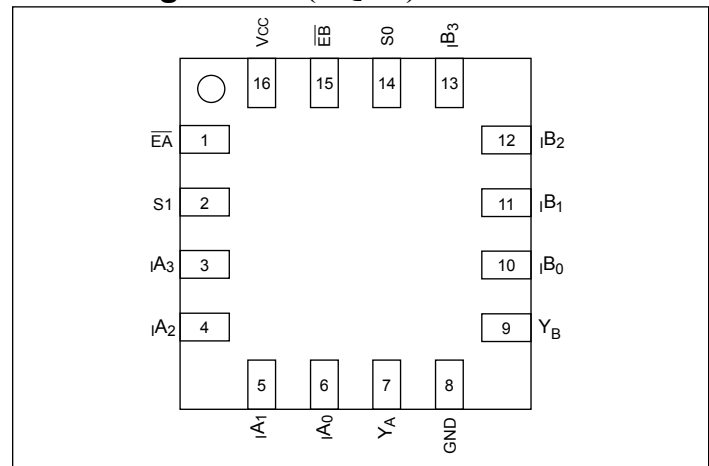 VCC EB S0 IB3
16 15 14 13
EA 1 12 IB2
S1 2 11 IB1
IA3 3 10 IB0
IA2 4 9 YB
5 6 7 8
IA1 IA0 YA GND